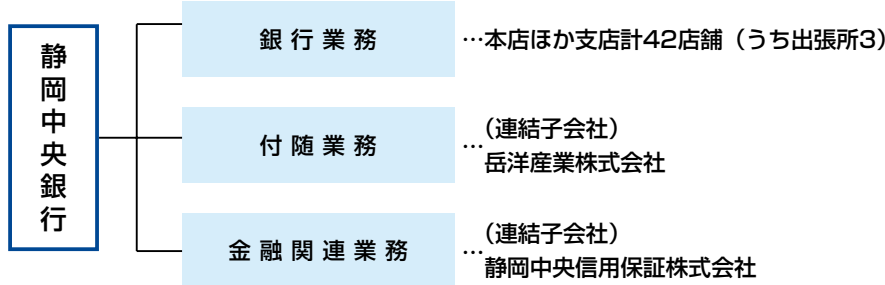 静岡中央銀行
銀行業務 …本店ほか支店計42店舗（うち出張所3）
付随業務 …（連結子会社）
岳洋産業株式会社
金融関連業務 …（連結子会社）
静岡中央信用保証株式会社